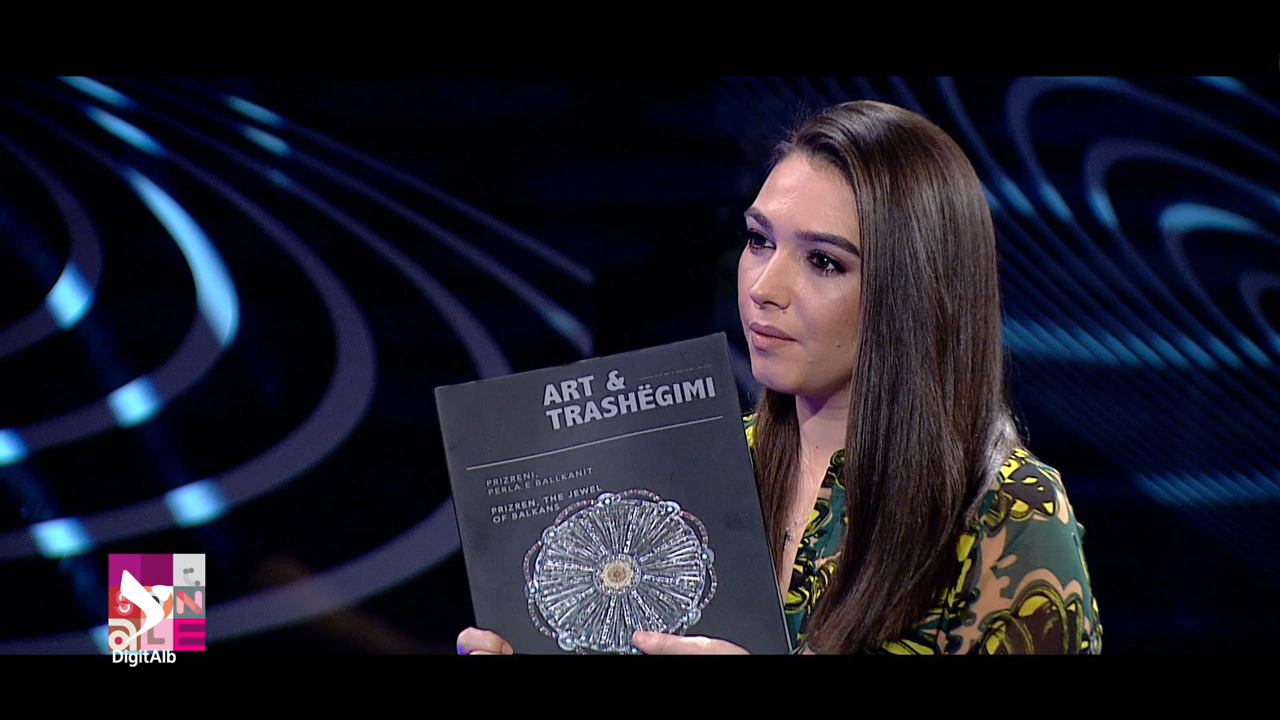 ART &
TRASHËGIMI
PRIZRENI,
PERLA E BALLKANIT
PRIZREN, THE JEWEL
OF BALKANS
DigitAlb